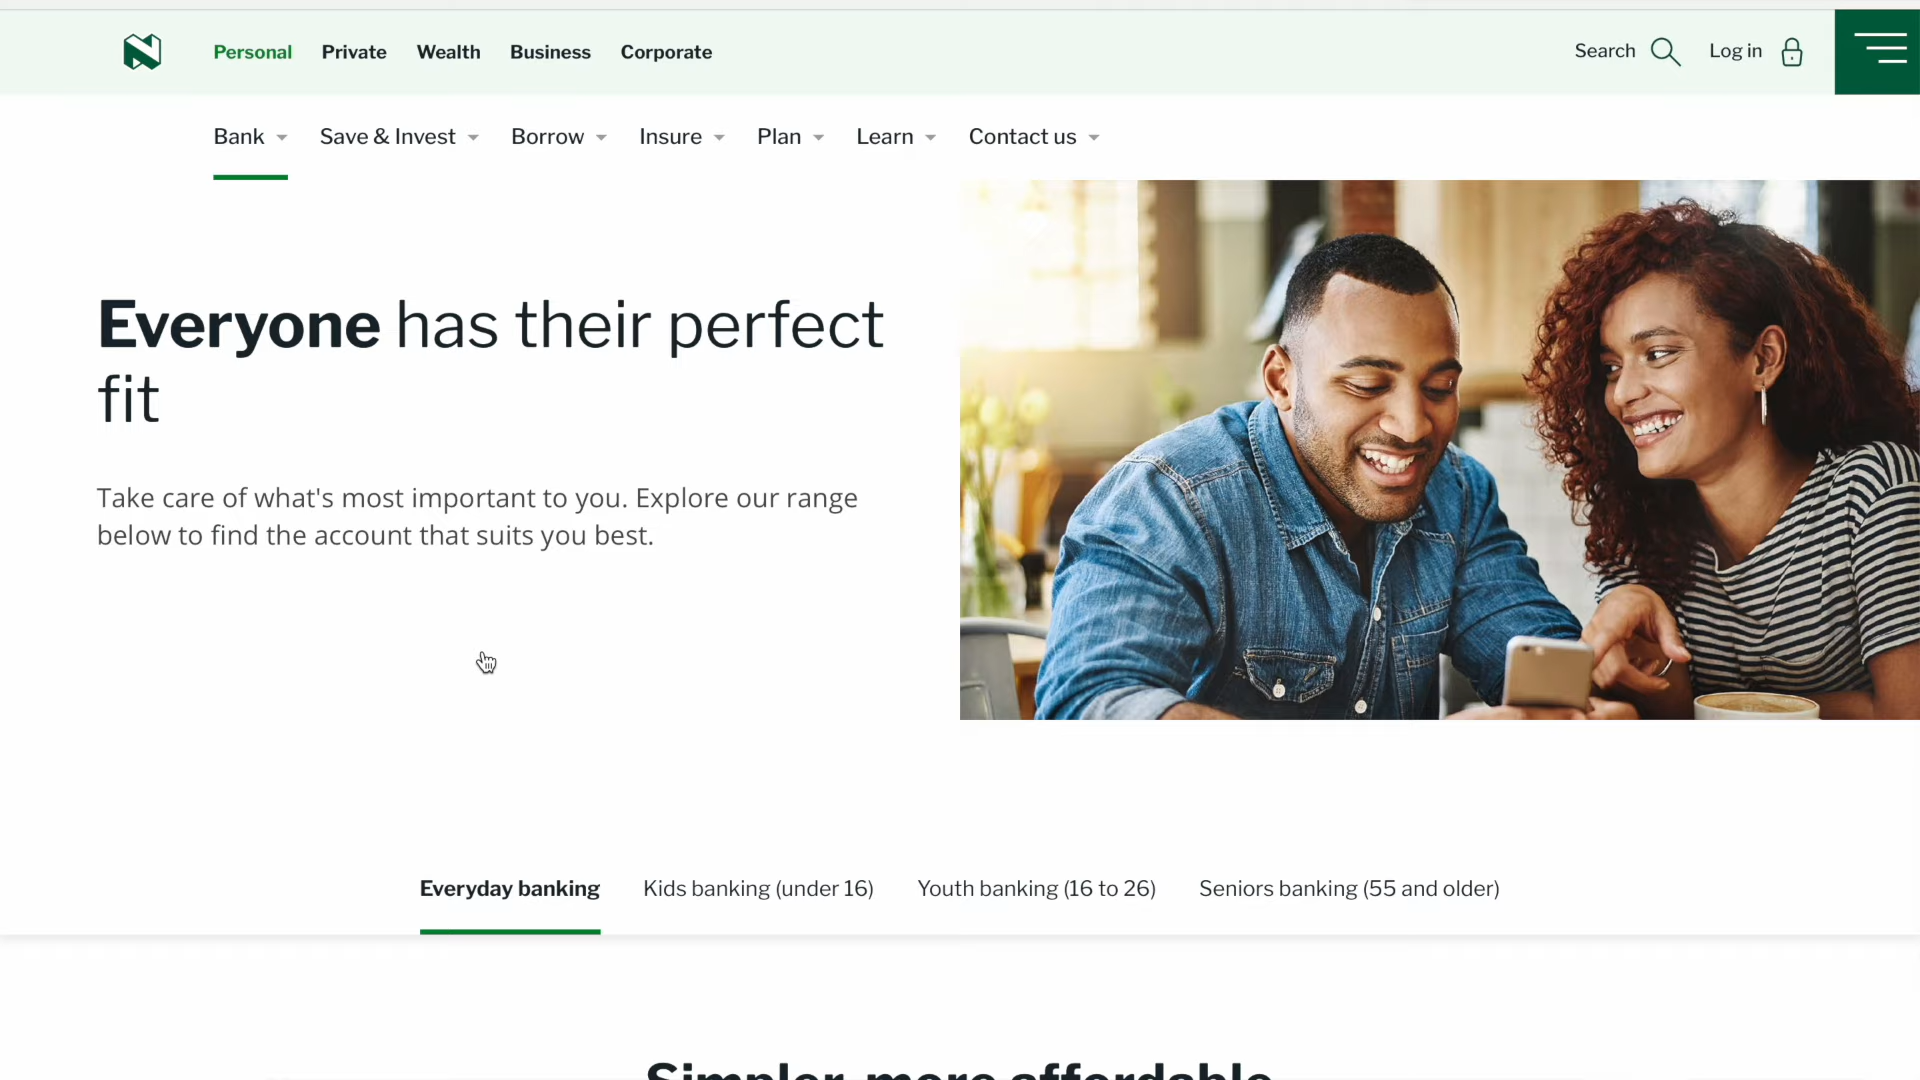 Personal Private Wealth Business Corporate Search Log in
Bank Save & Invest Borrow Insure Plan Learn Contact us
Everyone has their perfect
fit
Take care of what's most important to you. Explore our range
below to find the account that suits you best.
Everyday banking Kids banking (under 16) Youth banking (16 to 26) Seniors banking (55 and older)
Simpler, more affordable